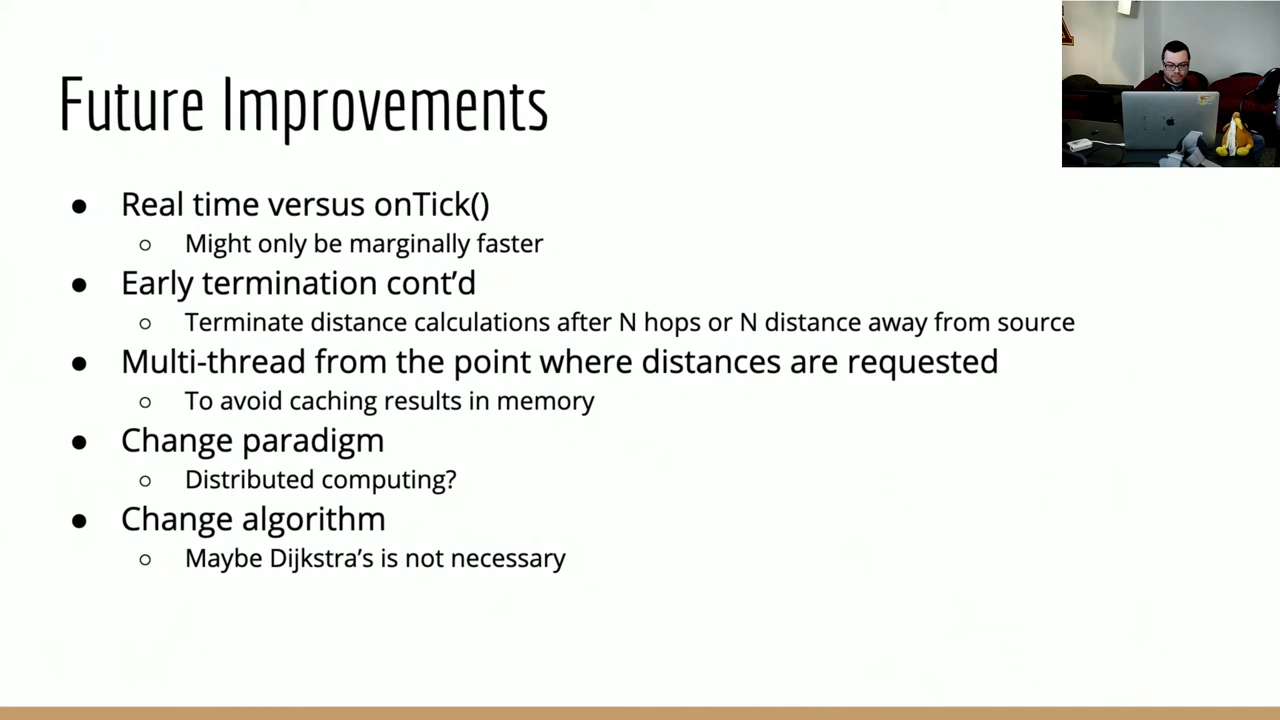 Future Improvements
● Real time versus onTick()
○ Might only be marginally faster
● Early termination cont’d
○ Terminate distance calculations after N hops or N distance away from source
● Multi-thread from the point where distances are requested
○ To avoid caching results in memory
● Change paradigm
○ Distributed computing?
● Change algorithm
○ Maybe Dijkstra’s is not necessary